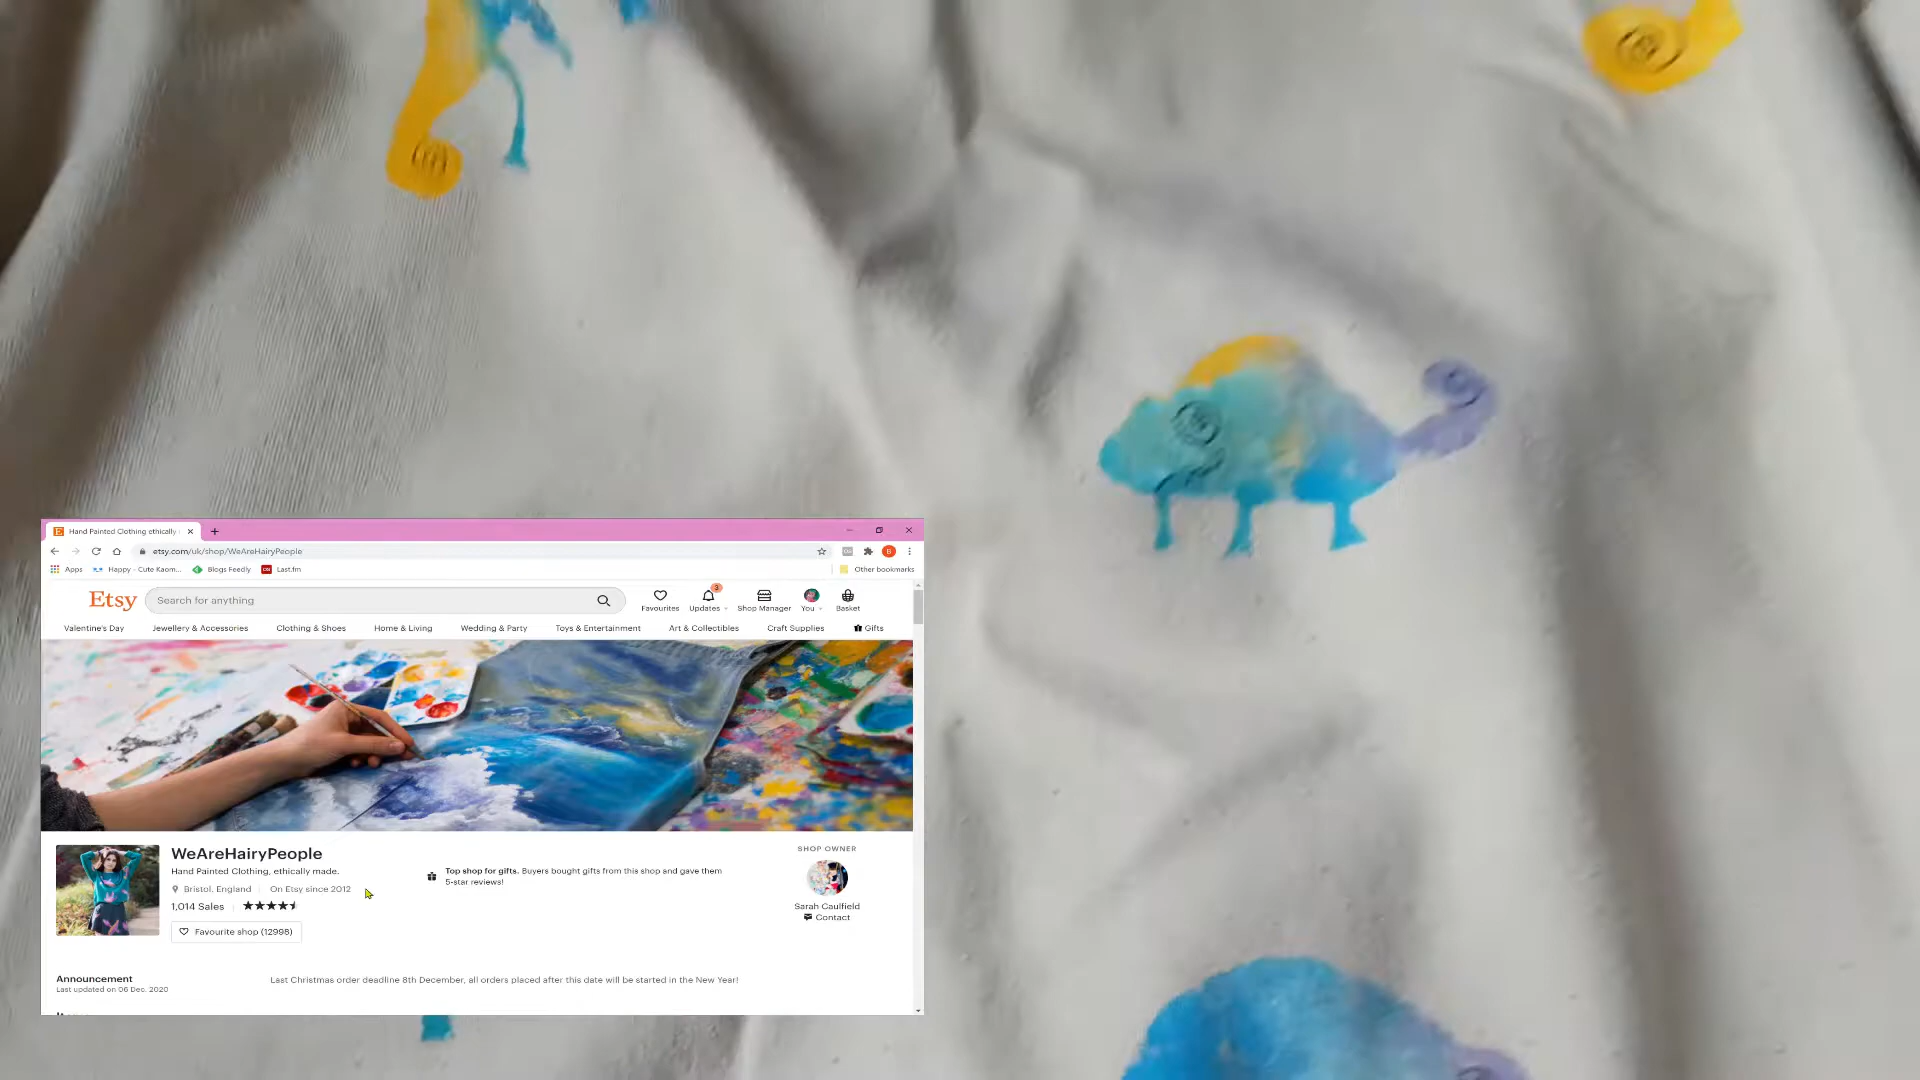 Hand Painted Clothing ethically
etsy.com/uk/shop/WeAreHairyPeople
Apps Happy - Cute Kaom... Blogs Feedly Last.fm Other bookmarks
Etsy Search for anything 3
Favourites Updates Shop Manager You Basket
Valentine's Day Jewellery & Accessories Clothing & Shoes Home & Living Wedding & Party Toys & Entertainment Art & Collectibles Craft Supplies Gifts
WeAreHairyPeople
Hand Painted Clothing, ethically made.
Bristol, England On Etsy since 2012
1,014 Sales
Favourite shop (12998)
Top shop for gifts. Buyers bought gifts from this shop and gave them
5-star reviews!
SHOP OWNER
Sarah Caulfield
Contact
Announcement
Last updated on 06 Dec, 2020
Last Christmas order deadline 8th December, all orders placed after this date will be started in the New Year!